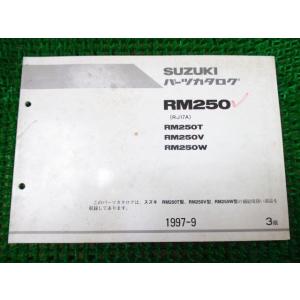 SUZUKI
パーツカタログ
RM250
(RJ17A)
RM250T
RM250V
RM250W
このパーツカタログは、スズキ RM250T型、RM250V型、RM250W型の補給取扱い部品を
収録してあります。
1997-9
3版